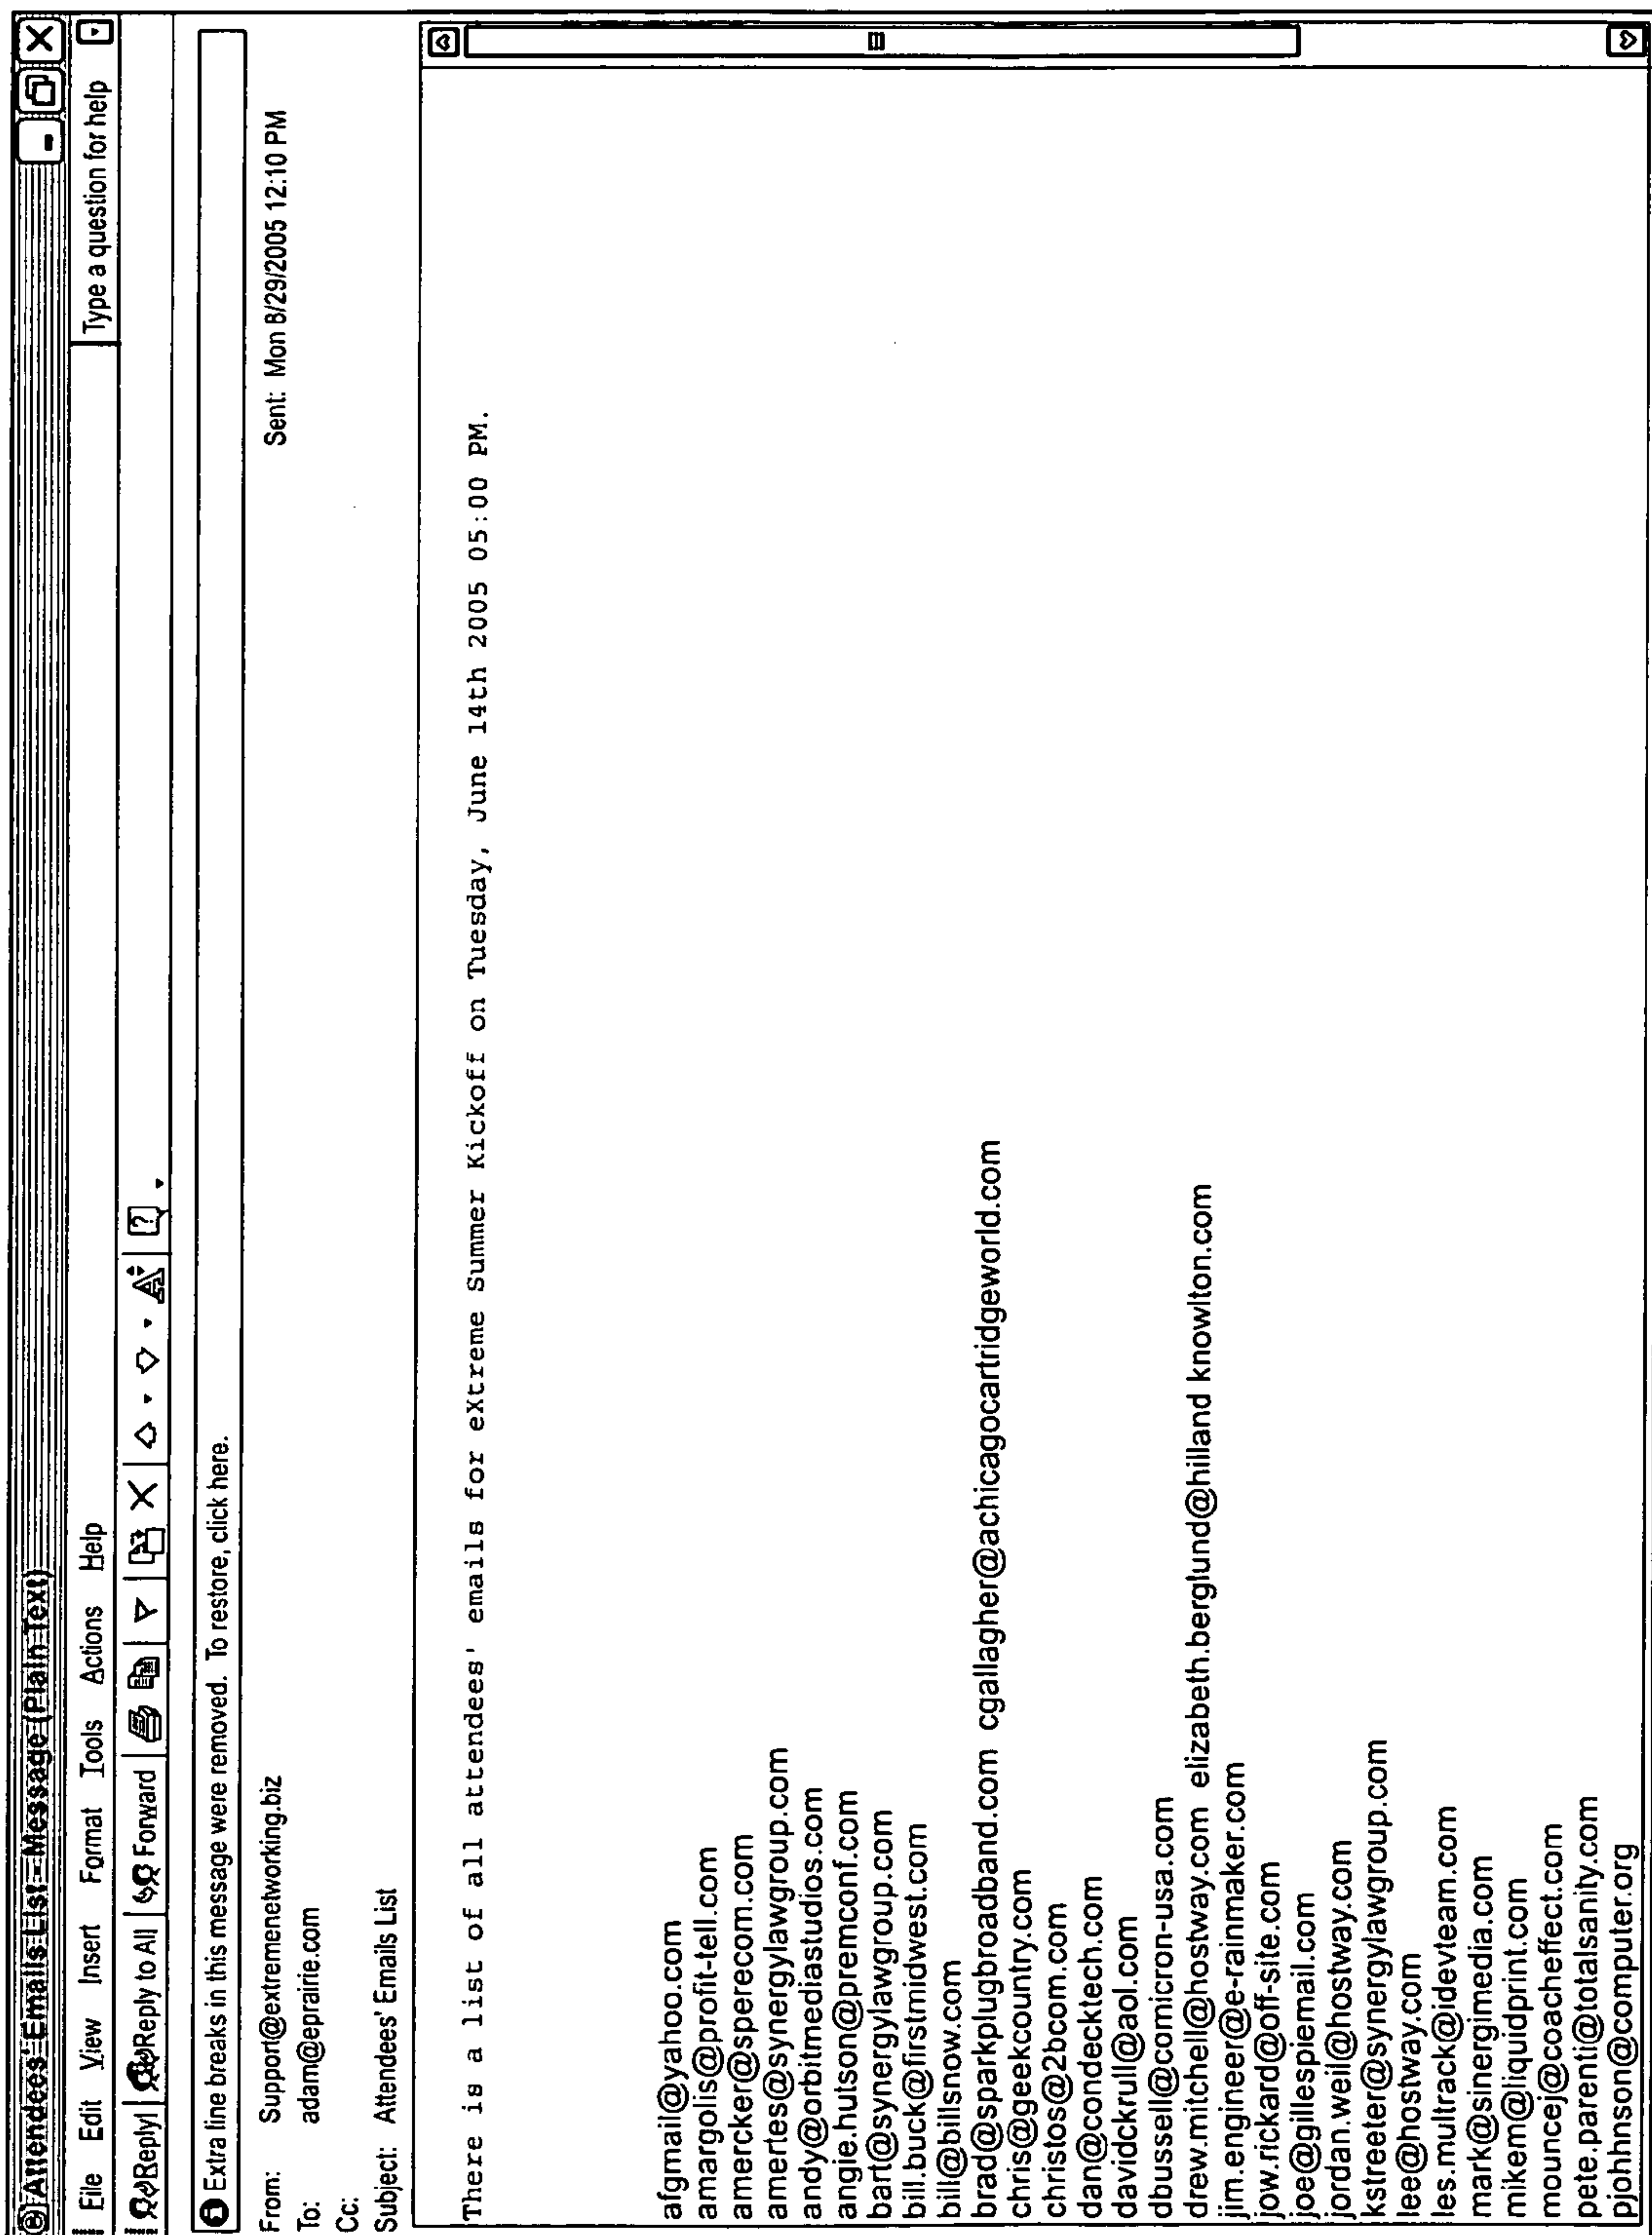 Attendees' Emails List - Message (Plain Text)
File Edit View Insert Format Tools Actions Help Type a question for help
Reply Reply to All Forward
Extra line breaks in this message were removed. To restore, click here.
From: Support@extremenetworking.biz Sent: Mon 8/29/2005 12:10 PM
To: adam@eprairie.com
Cc:
Subject: Attendees' Emails List
There is a list of all attendees' emails for eXtreme Summer Kickoff on Tuesday, June 14th 2005 05:00 PM.
afgmail@yahoo.com
amargolis@profit-tell.com
amercker@sperecom.com
amertes@synergylawgroup.com
andy@orbitmediastudios.com
angie.hutson@premconf.com
bart@synergylawgroup.com
bill.buck@firstmidwest.com
bill@billsnow.com
brad@sparkplugbroadband.com cgallagher@achicagocartridgeworld.com
chris@geekcountry.com
christos@2bcom.com
dan@condecktech.com
davidckrull@aol.com
dbussell@comicron-usa.com
drew.mitchell@hostway.com elizabeth.berglund@hilland knowlton.com
jim.engineer@e-rainmaker.com
jow.rickard@off-site.com
joe@gillespiemail.com
jordan.weil@hostway.com
kstreeter@synergylawgroup.com
lee@hostway.com
les.multrack@idevteam.com
mark@sinergimedia.com
mikem@liquidprint.com
mouncej@coacheffect.com
pete.parenti@totalsanity.com
pjohhnson@computer.org